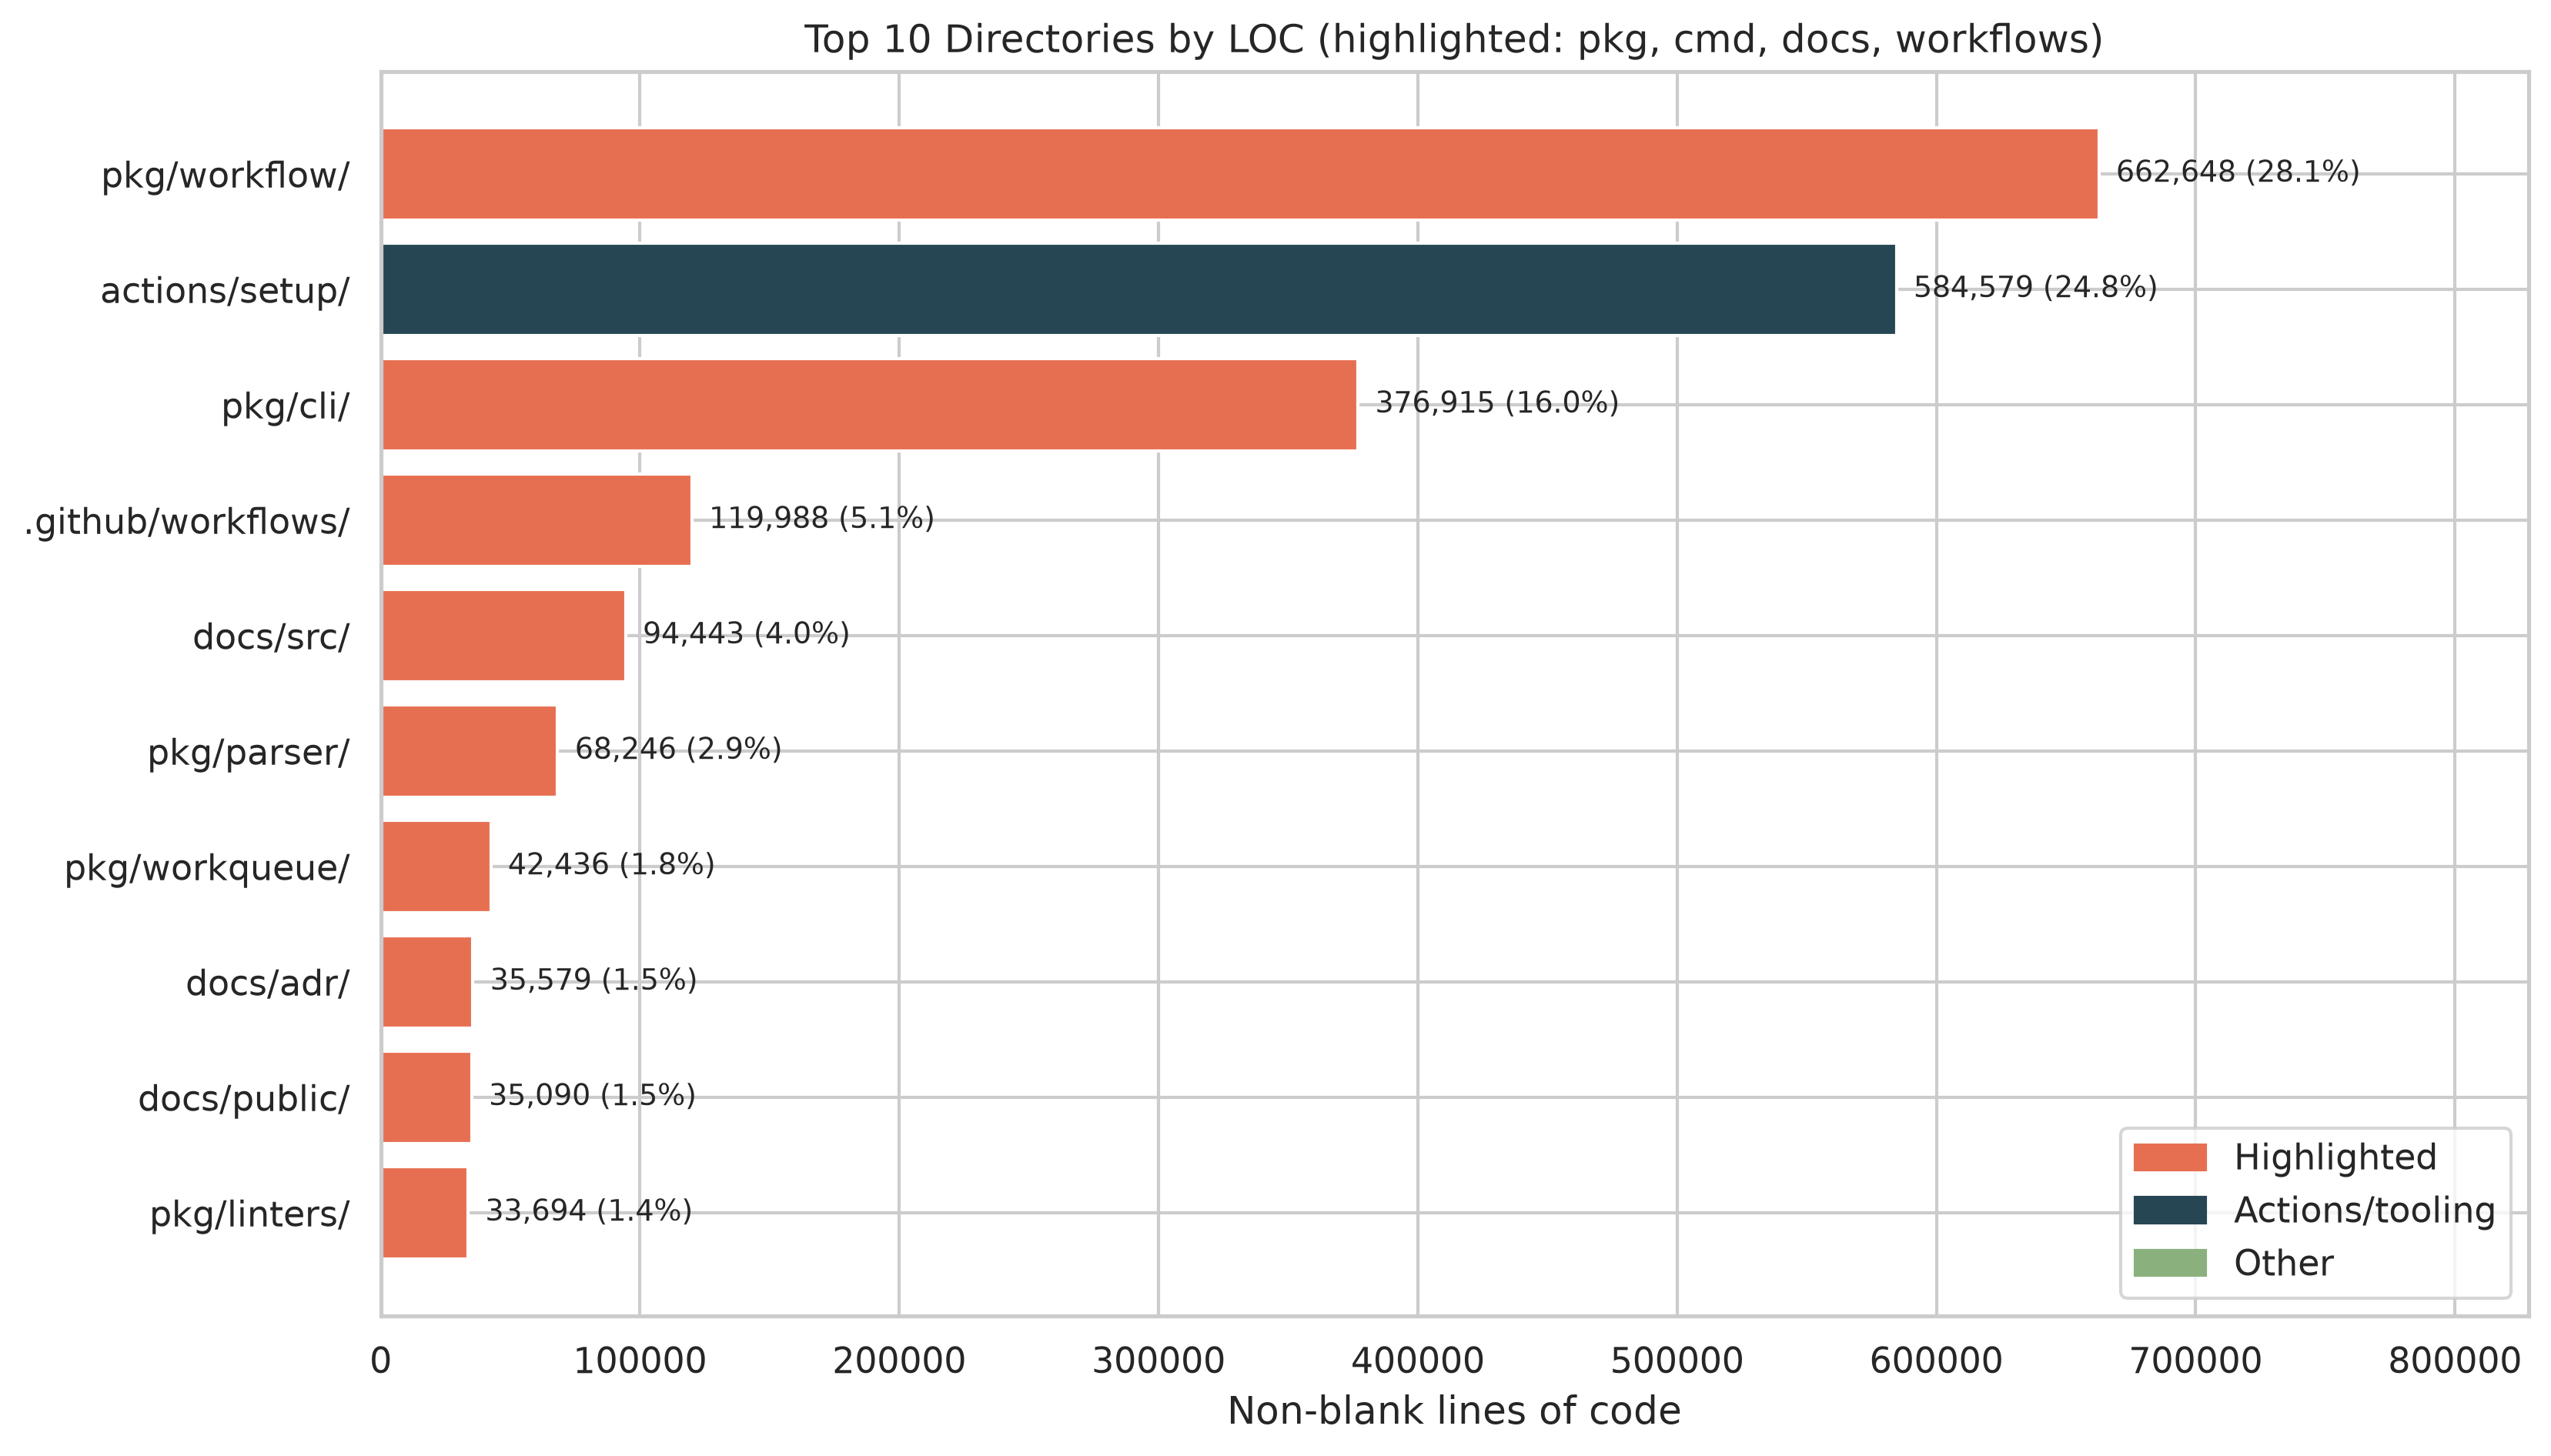 Top 10 Directories by LOC (highlighted: pkg, cmd, docs, workflows)
pkg/workflow/
662,648 (28.1%)
actions/setup/
584,579 (24.8%)
pkg/cli/
376,915 (16.0%)
.github/workflows/
119,988 (5.1%)
docs/src/
94,443 (4.0%)
pkg/parser/
68,246 (2.9%)
pkg/workqueue/
42,436 (1.8%)
docs/adr/
35,579 (1.5%)
docs/public/
35,090 (1.5%)
pkg/linters/
33,694 (1.4%)
Highlighted
Actions/tooling
Other
0 100000 200000 300000 400000 500000 600000 700000 800000
Non-blank lines of code